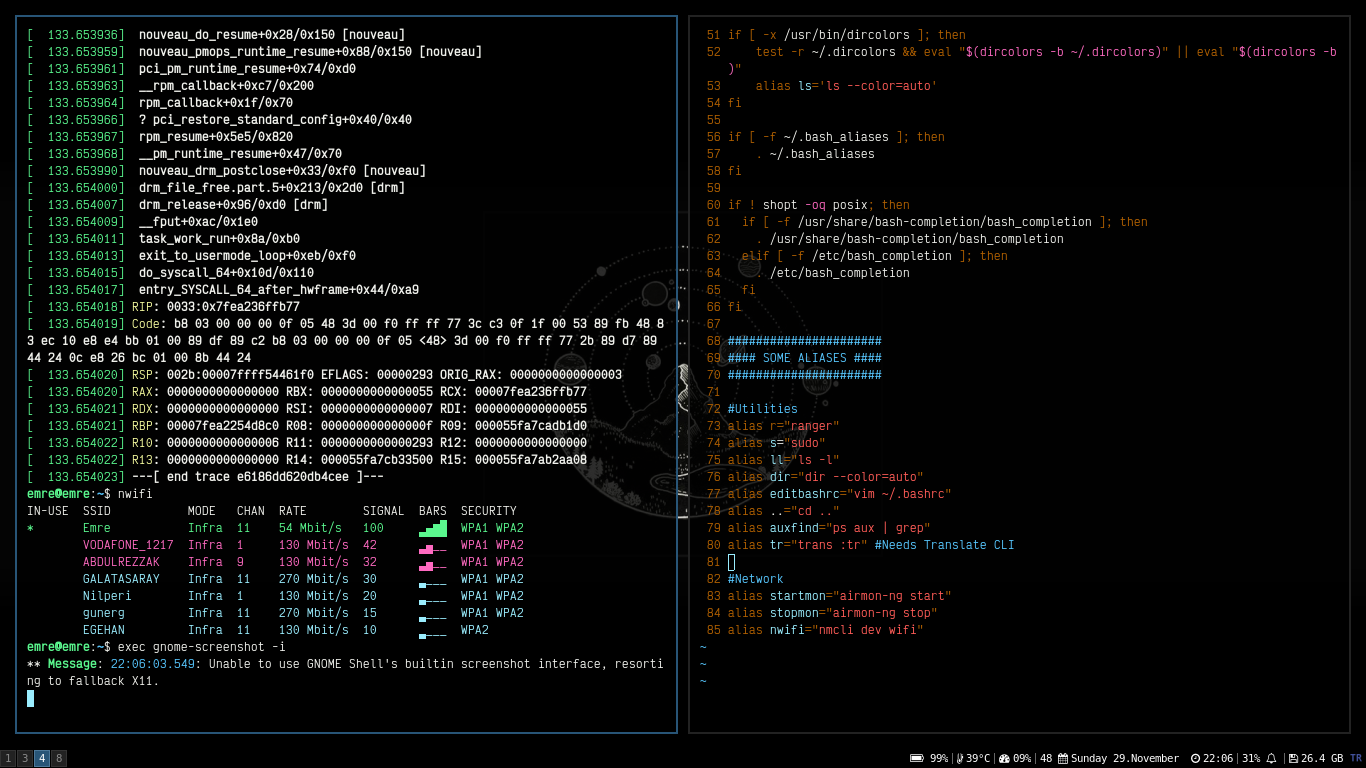 [  133.653936]  nouveau_do_resume+0x28/0x150 [nouveau]
[  133.653959]  nouveau_pmops_runtime_resume+0x88/0x150 [nouveau]
[  133.653961]  pci_pm_runtime_resume+0x74/0xd0
[  133.653963]  __rpm_callback+0xc7/0x200
[  133.653964]  rpm_callback+0x1f/0x70
[  133.653966]  ? pci_restore_standard_config+0x40/0x40
[  133.653967]  rpm_resume+0x5e5/0x820
[  133.653968]  __pm_runtime_resume+0x47/0x70
[  133.653990]  nouveau_drm_postclose+0x33/0xf0 [nouveau]
[  133.654000]  drm_file_free.part.5+0x213/0x2d0 [drm]
[  133.654007]  drm_release+0x96/0xd0 [drm]
[  133.654009]  __fput+0xac/0x1e0
[  133.654011]  task_work_run+0x8a/0xb0
[  133.654013]  exit_to_usermode_loop+0xeb/0xf0
[  133.654015]  do_syscall_64+0x10d/0x110
[  133.654017]  entry_SYSCALL_64_after_hwframe+0x44/0xa9
[  133.654018] RIP: 0033:0x7fea236ffb77
[  133.654019] Code: b8 03 00 00 00 0f 05 48 3d 00 f0 ff ff 77 3c c3 0f 1f 00 53 89 fb 48 8
3 ec 10 e8 e4 bb 01 00 89 df 89 c2 b8 03 00 00 00 0f 05 <48> 3d 00 f0 ff ff 77 2b 89 d7 89
44 24 0c e8 26 bc 01 00 8b 44 24
[  133.654020] RSP: 002b:00007ffff54461f0 EFLAGS: 00000293 ORIG_RAX: 0000000000000003
[  133.654021] RAX: 0000000000000000 RBX: 0000000000000055 RCX: 00007fea236ffb77
[  133.654021] RDX: 0000000000000000 RSI: 0000000000000007 RDI: 0000000000000055
[  133.654021] RBP: 00007fea2254d8c0 R08: 000000000000000f R09: 000055fa7cadb1d0
[  133.654022] R10: 0000000000000006 R11: 0000000000000293 R12: 0000000000000000
[  133.654022] R13: 0000000000000000 R14: 000055fa7cb33500 R15: 000055fa7ab2aa08
[  133.654023] ---[ end trace e6186dd620db4cee ]---
emre@emre:~$ nwifi
IN-USE  SSID           MODE   CHAN  RATE        SIGNAL  BARS  SECURITY
*       Emre           Infra  11    54 Mbit/s   100     ▂▄▆█  WPA1 WPA2
        VODAFONE_1217  Infra  1     130 Mbit/s  42      ▂▄__  WPA1 WPA2
        ABDULREZZAK    Infra  9     130 Mbit/s  32      ▂▄__  WPA1 WPA2
        GALATASARAY    Infra  11    270 Mbit/s  30      ▂___  WPA1 WPA2
        Nilperi        Infra  1     130 Mbit/s  20      ▂___  WPA1 WPA2
        gunerg         Infra  11    270 Mbit/s  15      ▂___  WPA1 WPA2
        EGEHAN         Infra  11    130 Mbit/s  10      ▂___  WPA2
emre@emre:~$ exec gnome-screenshot -i
** Message: 22:06:03.549: Unable to use GNOME Shell's builtin screenshot interface, resorti
ng to fallback X11.
51 if [ -x /usr/bin/dircolors ]; then
52     test -r ~/.dircolors && eval "$(dircolors -b ~/.dircolors)" || eval "$(dircolors -b
)"
53     alias ls='ls --color=auto'
54 fi
55
56 if [ -f ~/.bash_aliases ]; then
57     . ~/.bash_aliases
58 fi
59
60 if ! shopt -oq posix; then
61   if [ -f /usr/share/bash-completion/bash_completion ]; then
62     . /usr/share/bash-completion/bash_completion
63   elif [ -f /etc/bash_completion ]; then
64     . /etc/bash_completion
65   fi
66 fi
67
68 ######################
69 #### SOME ALIASES ####
70 ######################
71
72 #Utilities
73 alias r="ranger"
74 alias s="sudo"
75 alias ll="ls -l"
76 alias dir="dir --color=auto"
77 alias editbashrc="vim ~/.bashrc"
78 alias ..="cd .."
79 alias auxfind="ps aux | grep"
80 alias tr="trans :tr" #Needs Translate CLI
81
82 #Network
83 alias startmon="airmon-ng start"
84 alias stopmon="airmon-ng stop"
85 alias nwifi="nmcli dev wifi"
~
~
~
1 3 4 8
99% | 39°C | 09% | 48 Sunday 29.November 22:06 | 31% | 26.4 GB TR